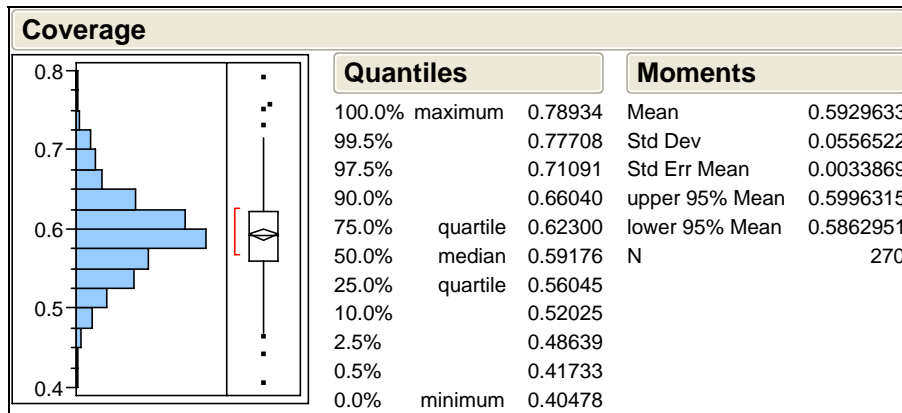 Coverage
0.8
0.7
0.6
0.5
0.4
Quantiles
100.0% maximum 0.78934
99.5% 0.77708
97.5% 0.71091
90.0% 0.66040
75.0% quartile 0.62300
50.0% median 0.59176
25.0% quartile 0.56045
10.0% 0.52025
2.5% 0.48639
0.5% 0.41733
0.0% minimum 0.40478
Moments
Mean 0.5929633
Std Dev 0.0556522
Std Err Mean 0.0033869
upper 95% Mean 0.5996315
lower 95% Mean 0.5862951
N 270